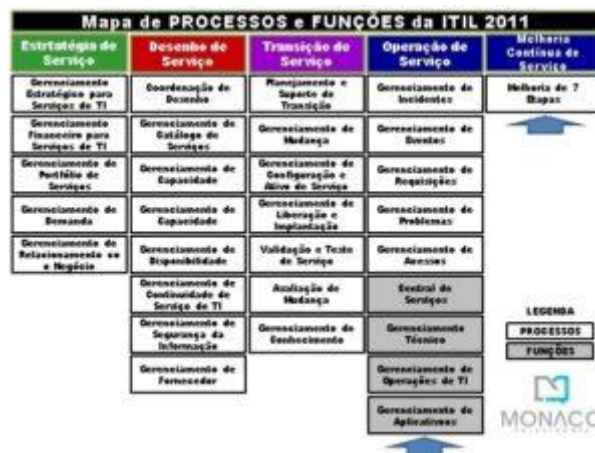 Mapa de PROCESSOS e FUNÇÕES da ITIL 2011
Estrtatégia de
Serviço
Desenho de
Serviço
Transição de
Serviço
Operação de
Serviço
Melhoria
Contínua de
Serviço
Gerenciamento
Estratégico para
Serviços de TI
Gerenciamento
Financeiro para
Serviços de TI
Gerenciamento de
Portfólio de
Serviços
Gerenciamento de
Demanda
Gerenciamento de
Relacionamento co
o Negócio
Coordenação de
Desenho
Gerenciamento de
Catálogo de
Serviços
Gerenciamento de
Capacidade
Gerenciamento de
Capacidade
Gerenciamento de
Disponibilidade
Gerenciamento de
Continuidade de
Serviço de TI
Gerenciamento de
Segurança da
Informação
Gerenciamento de
Fornecedor
Planejamento e
Suporte de
Transição
Gerenciamento de
Mudança
Gerenciamento de
Configuração e
Ativo de Serviço
Gerenciamento de
Liberação e
Implantação
Validação e Teste
de Serviço
Avaliação de
Mudança
Gerenciamento de
Conhecimento
Gerenciamento de
Incidentes
Gerenciamento de
Eventos
Gerenciamento de
Requisições
Gerenciamento de
Problemas
Gerenciamento de
Acessos
Central de
Serviços
Gerenciamento
Técnico
Gerenciamento de
Operações de TI
Gerenciamento de
Aplicativos
Melhoria de 7
Etapas
LEGENDA
PROCESSOS
FUNÇÕES
MONACO